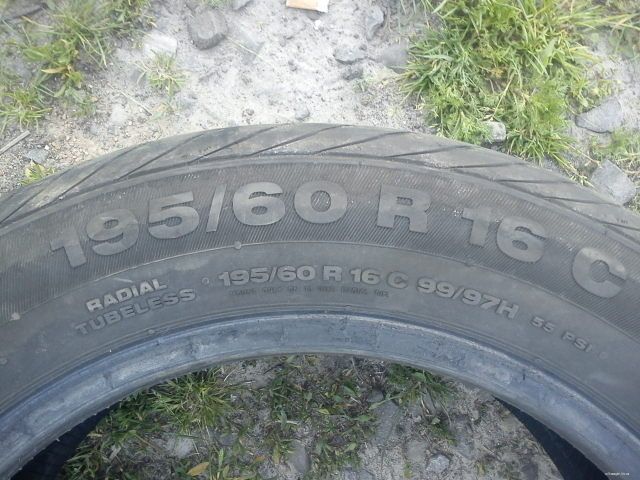 195/60 R 16 C
RADIAL TUBELESS
195/60 R 16 C 99/97H 55 PSI